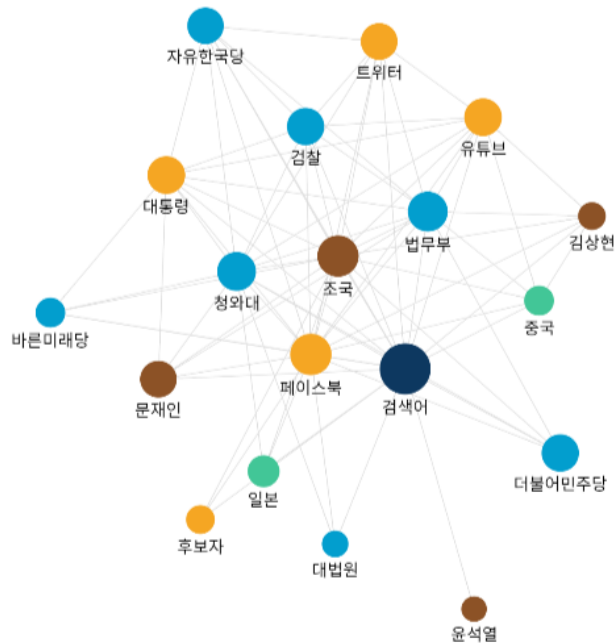 자유한국당
트위터
검찰
유튜브
대통령
법무부
김상현
청와대
조국
중국
바른미래당
문재인
페이스북
검색어
더불어민주당
일본
후보자
대법원
윤석열